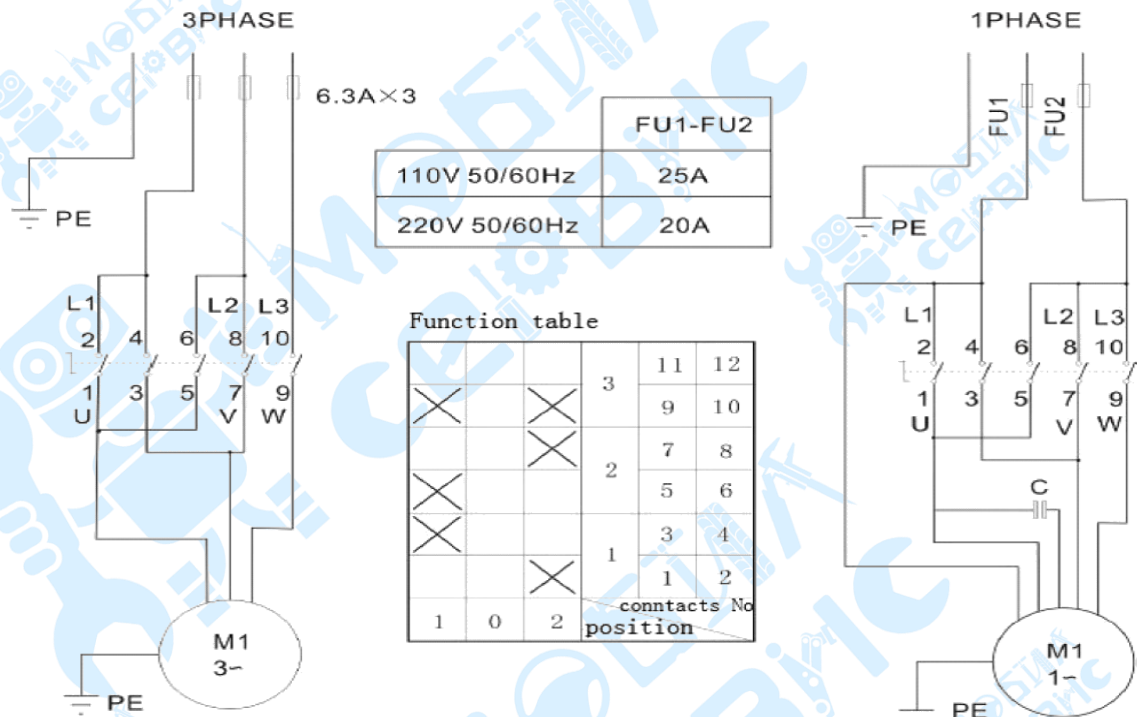 3PHASE
6.3A×3
PE
L1 L2 L3
2 4 6 8 10
1 3 5 7 9
U V W
M1
3~
PE
FU1-FU2
110V 50/60Hz 25A
220V 50/60Hz 20A
Function table
3 11 12
9 10
2 7 8
5 6
1 3 4
1 2
conntacts No
1 0 2 position
1PHASE
FU1 FU2
PE
L1 L2 L3
2 4 6 8 10
1 3 5 7 9
U V W
C
M1
1~
PE
МОБИЛ
СЕРВИС